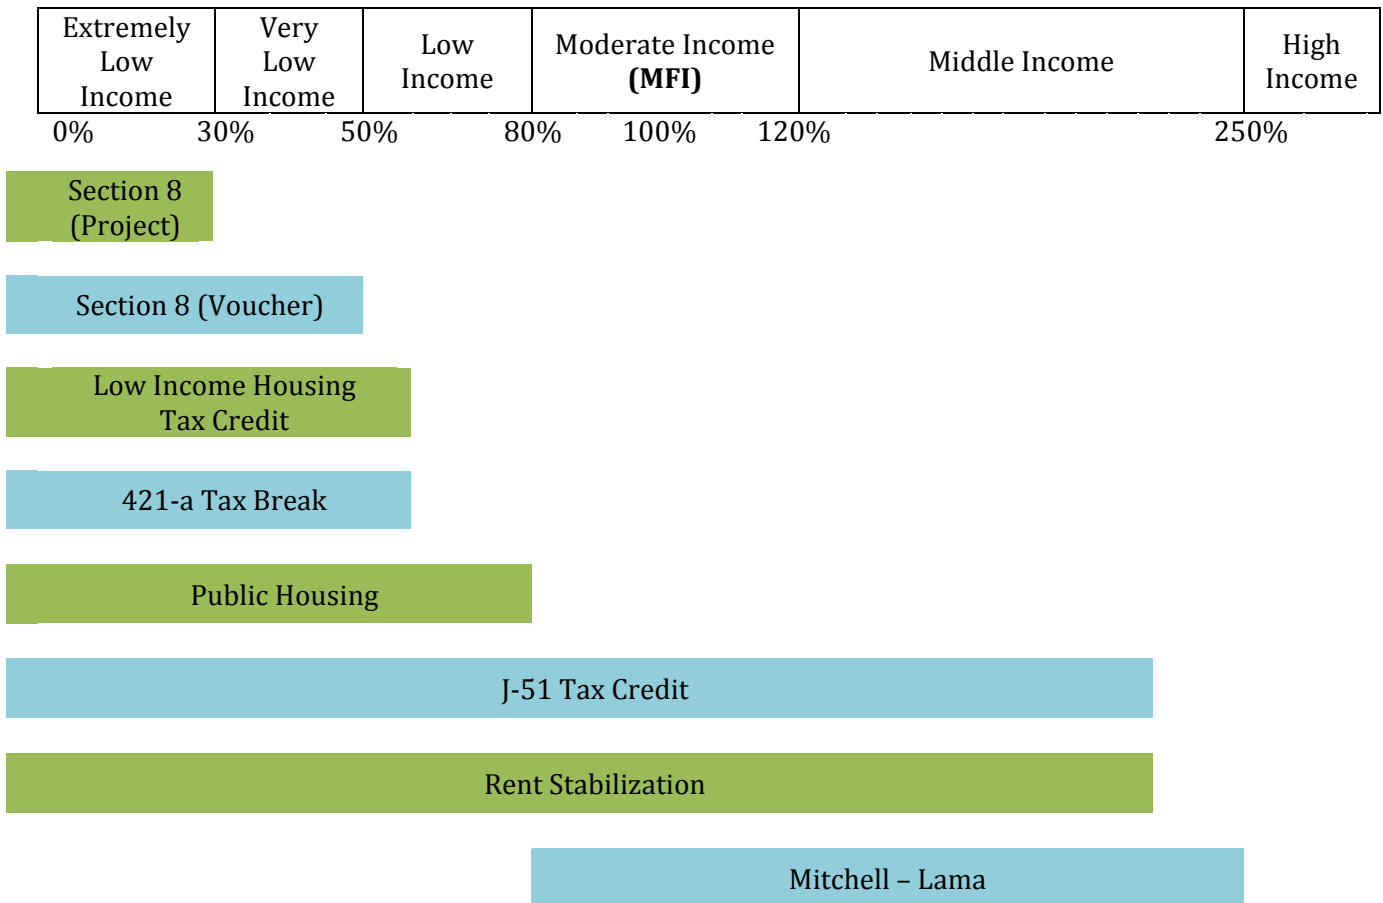 Extremely
Low
Income
Very
Low
Income
Low
Income
Moderate Income
(MFI)
Middle Income
High
Income
0% 30% 50% 80% 100% 120% 250%
Section 8
(Project)
Section 8 (Voucher)
Low Income Housing
Tax Credit
421-a Tax Break
Public Housing
J-51 Tax Credit
Rent Stabilization
Mitchell – Lama